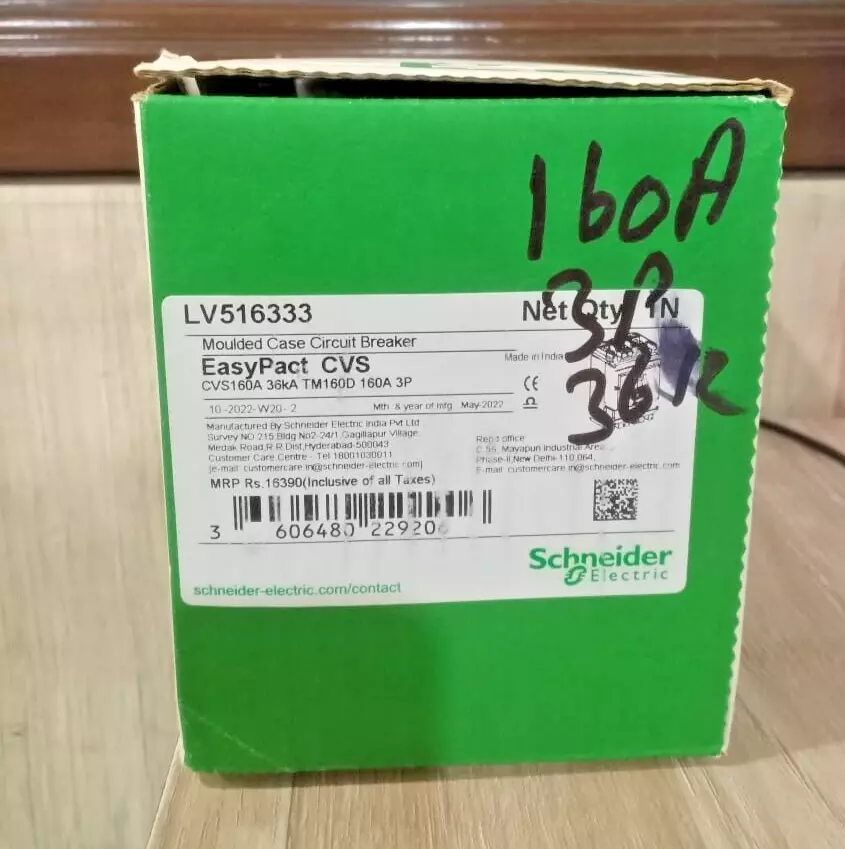 160A
3P
36K
LV516333
Net Qty 1N
Moulded Case Circuit Breaker
EasyPact CVS
Made in India
CVS160A 36kA TM160D 160A 3P
CE
10-2022-W20-2 Mth & year of mfg May-2022
Manufactured By Schneider Electric India Pvt Ltd
Survey NO 215 Bldg No2-24/1 Gagillapur Village,
Medak Road,R R Dist,Hyderabad-500043
Customer Care Centre - Tel 18001030011
(e-mail customercare in@schneider-electric com)
Regd office
Mayapuri Industrial Area
Phase-II,New Delhi-110 064,
E-mail customercare in@schneider-electric.com
MRP Rs.16390(Inclusive of all Taxes)
3 606480 229206
Schneider
Electric
schneider-electric.com/contact